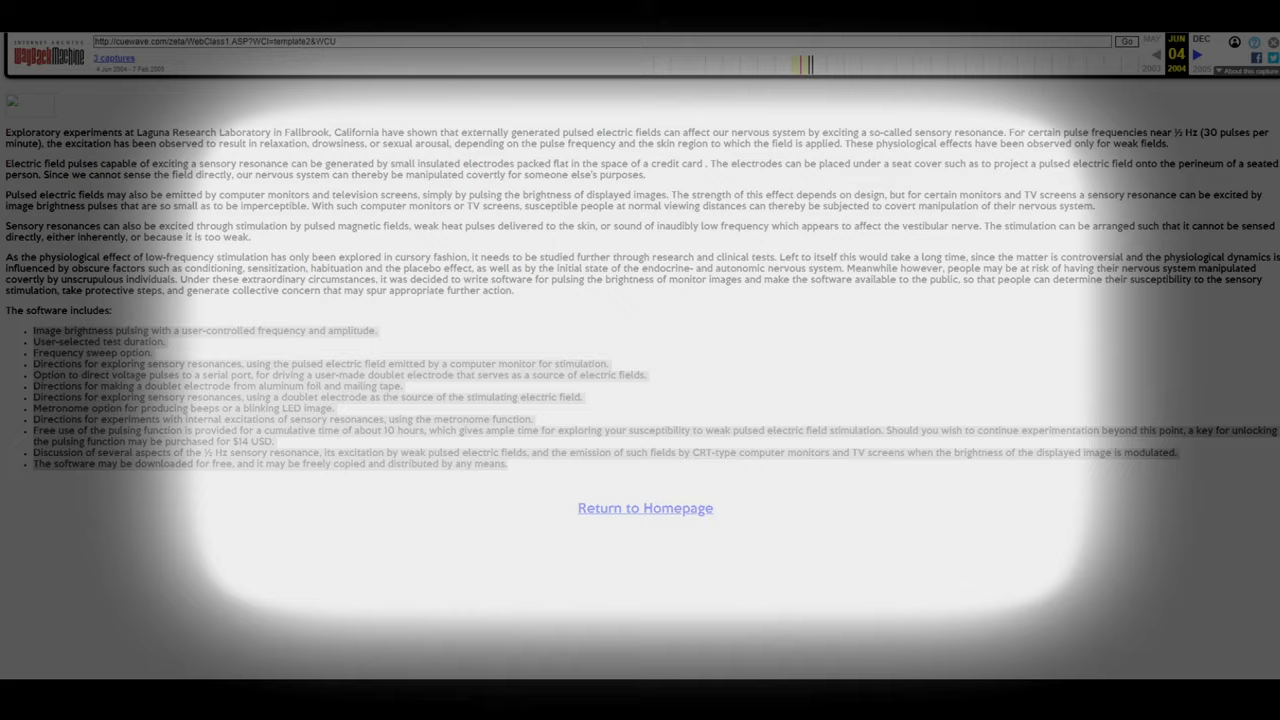 INTERNET ARCHIVE
WayBackMachine
http://cuewave.com/zeta/WebClass1.ASP?WCI=template2&WCU
Go
MAY
JUN
DEC
3 captures
04
4 Jun 2004 - 7 Feb 2005
2003
2004
2005
About this capture
Exploratory experiments at Laguna Research Laboratory in Fallbrook, California have shown that externally generated pulsed electric fields can affect our nervous system by exciting a so-called sensory resonance. For certain pulse frequencies near ½ Hz (30 pulses per
minute), the excitation has been observed to result in relaxation, drowsiness, or sexual arousal, depending on the pulse frequency and the skin region to which the field is applied. These physiological effects have been observed only for weak fields.
Electric field pulses capable of exciting a sensory resonance can be generated by small insulated electrodes packed flat in the space of a credit card . The electrodes can be placed under a seat cover such as to project a pulsed electric field onto the perineum of a seated
person. Since we cannot sense the field directly, our nervous system can thereby be manipulated covertly for someone else's purposes.
Pulsed electric fields may also be emitted by computer monitors and television screens, simply by pulsing the brightness of displayed images. The strength of this effect depends on design, but for certain monitors and TV screens a sensory resonance can be excited by
image brightness pulses that are so small as to be imperceptible. With such computer monitors or TV screens, susceptible people at normal viewing distances can thereby be subjected to covert manipulation of their nervous system.
Sensory resonances can also be excited through stimulation by pulsed magnetic fields, weak heat pulses delivered to the skin, or sound of inaudibly low frequency which appears to affect the vestibular nerve. The stimulation can be arranged such that it cannot be sensed
directly, either inherently, or because it is too weak.
As the physiological effect of low-frequency stimulation has only been explored in cursory fashion, it needs to be studied further through research and clinical tests. Left to itself this would take a long time, since the matter is controversial and the physiological dynamics is
influenced by obscure factors such as conditioning, sensitization, habituation and the placebo effect, as well as by the initial state of the endocrine- and autonomic nervous system. Meanwhile however, people may be at risk of having their nervous system manipulated
covertly by unscrupulous individuals. Under these extraordinary circumstances, it was decided to write software for pulsing the brightness of monitor images and make the software available to the public, so that people can determine their susceptibility to the sensory
stimulation, take protective steps, and generate collective concern that may spur appropriate further action.
The software includes:
Image brightness pulsing with a user-controlled frequency and amplitude.
User-selected test duration.
Frequency sweep option.
Directions for exploring sensory resonances, using the pulsed electric field emitted by a computer monitor for stimulation.
Option to direct voltage pulses to a serial port, for driving a user-made doublet electrode that serves as a source of electric fields.
Directions for making a doublet electrode from aluminum foil and mailing tape.
Directions for exploring sensory resonances, using a doublet electrode as the source of the stimulating electric field.
Metronome option for producing beeps or a blinking LED image.
Directions for experiments with internal excitations of sensory resonances, using the metronome function.
Free use of the pulsing function is provided for a cumulative time of about 10 hours, which gives ample time for exploring your susceptibility to weak pulsed electric field stimulation. Should you wish to continue experimentation beyond this point, a key for unlocking
the pulsing function may be purchased for $14 USD.
Discussion of several aspects of the ½ Hz sensory resonance, its excitation by weak pulsed electric fields, and the emission of such fields by CRT-type computer monitors and TV screens when the brightness of the displayed image is modulated.
The software may be downloaded for free, and it may be freely copied and distributed by any means.
Return to Homepage